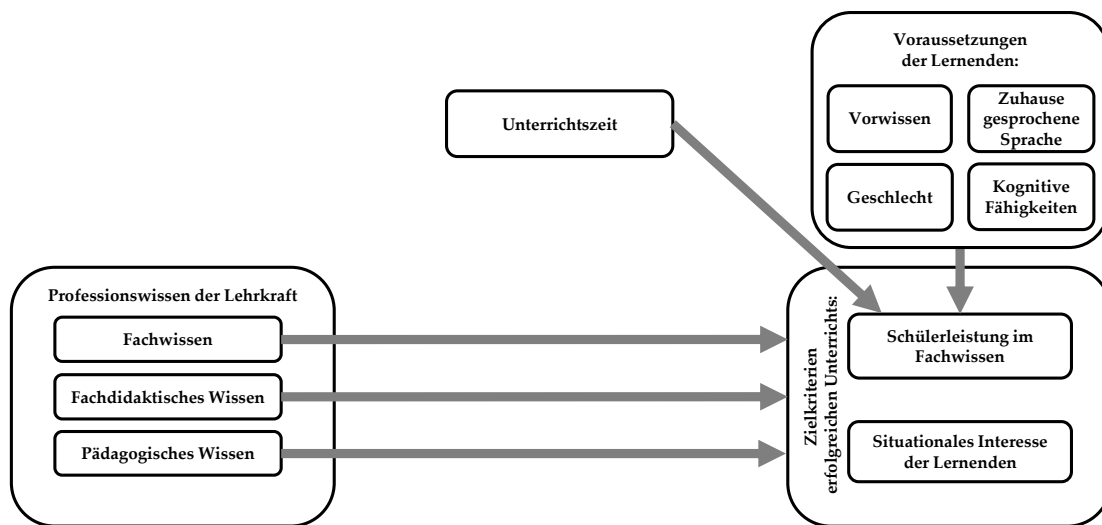 Voraussetzungen
der Lernenden:
Vorwissen
Zuhause
gesprochene
Sprache
Geschlecht
Kognitive
Fähigkeiten
Unterrichtszeit
Professionswissen der Lehrkraft
Fachwissen
Fachdidaktisches Wissen
Pädagogisches Wissen
Zielkriterien
erfolgreichen Unterrichts:
Schülerleistung im
Fachwissen
Situationales Interesse
der Lernenden